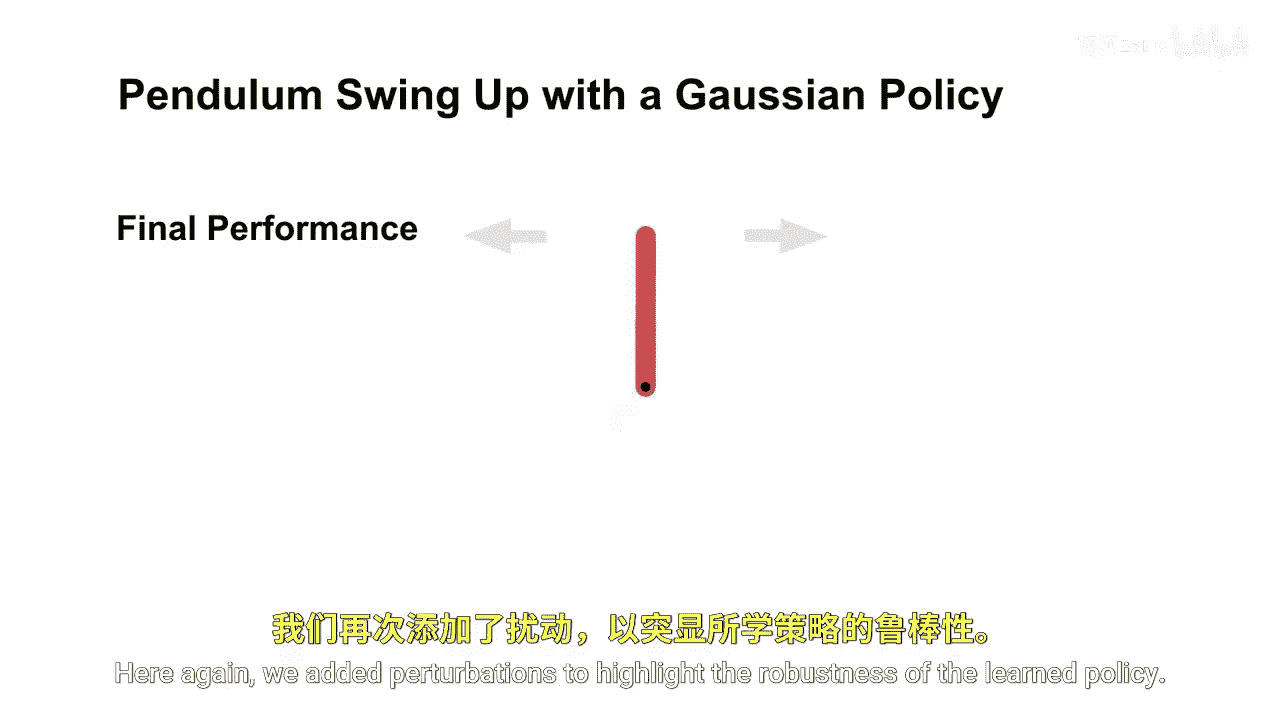 Pendulum Swing Up with a Gaussian Policy
Final Performance
我们再次添加了扰动，以突显所学策略的鲁棒性。
Here again, we added perturbations to highlight the robustness of the learned policy.